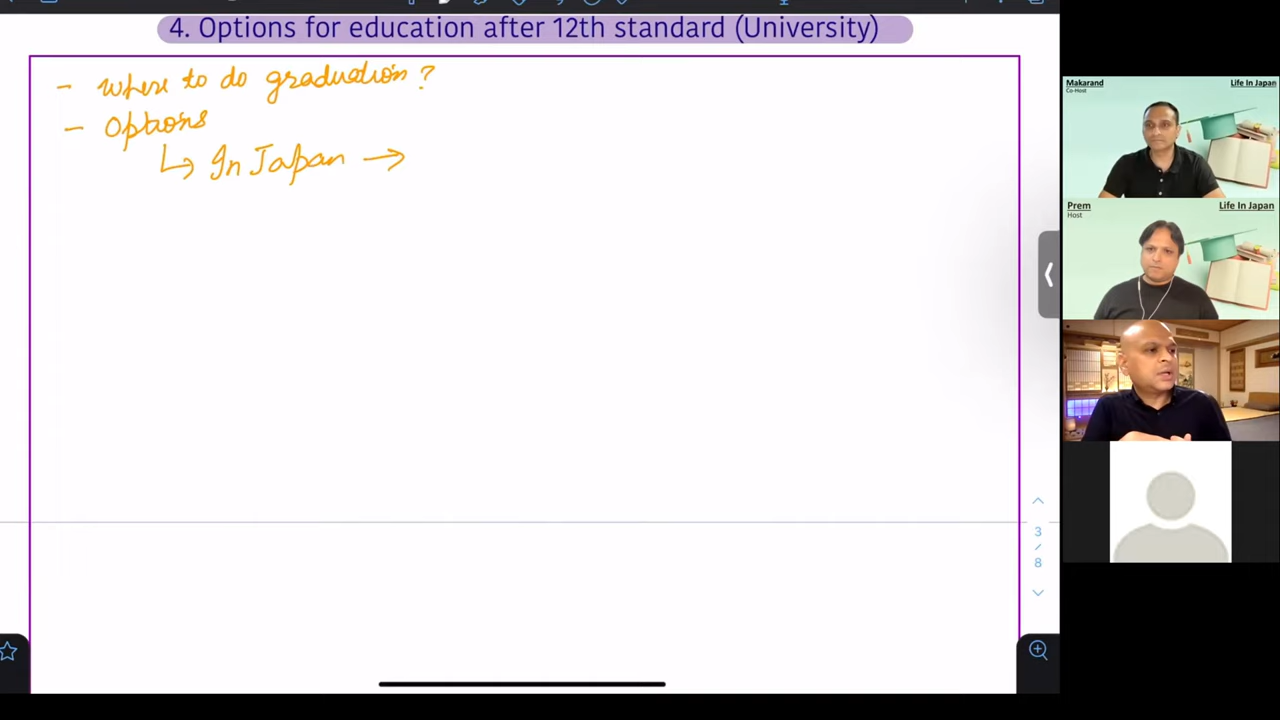 4. Options for education after 12th standard (University)
- Where to do graduation?
- Options
↳ In Japan →
3
/
8
Makarand
Co-Host
Life In Japan
Prem
Host
Life In Japan